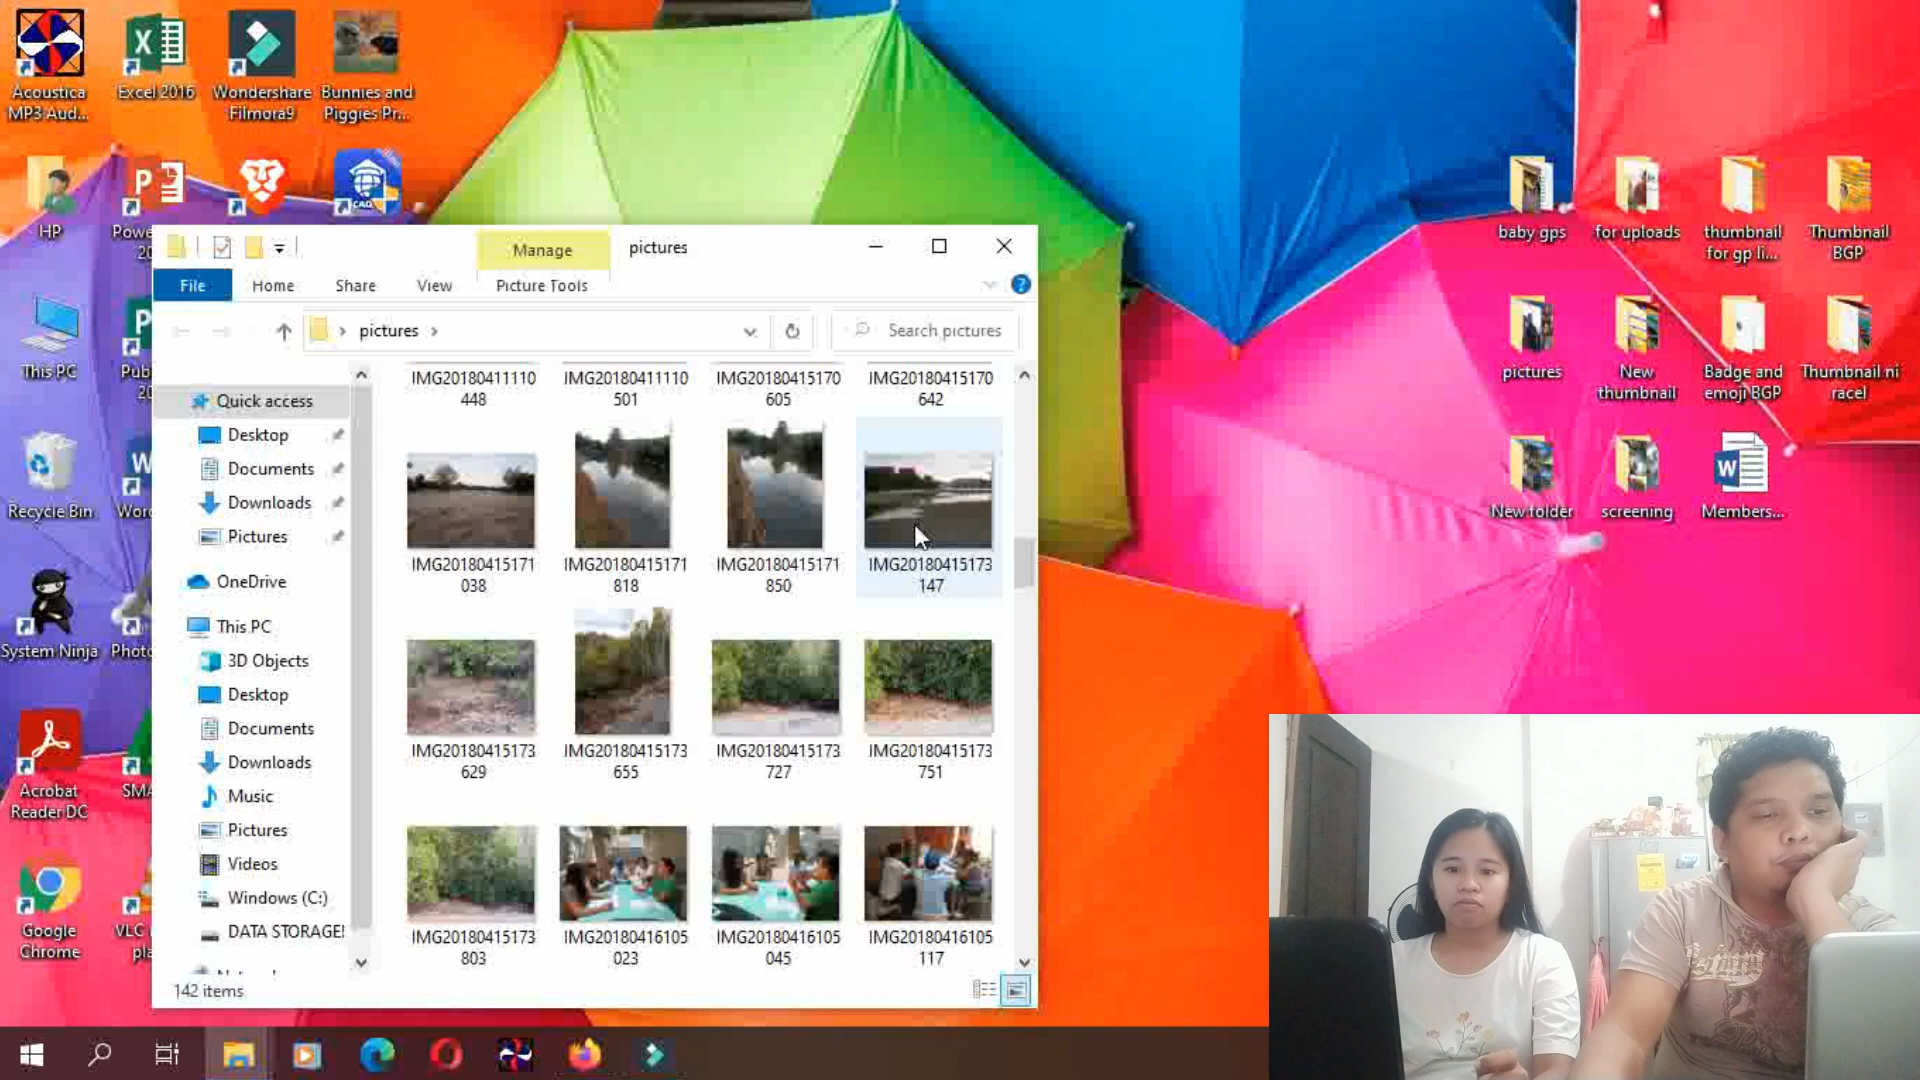 Acoustica
MP3 Aud...
Excel 2016
Wondershare
Filmora9
Bunnies and
Piggies Pr...
HP
This PC
Recycle Bin
System Ninja
Acrobat
Reader DC
Google
Chrome
baby gps
for uploads
thumbnail
for gp li...
Thumbnail
BGP
pictures
New
thumbnail
Badge and
emoji BGP
Thumbnail ni
racel
New folder
screening
Members...
Manage
pictures
File
Home
Share
View
Picture Tools
pictures
Search pictures
Quick access
Desktop
Documents
Downloads
Pictures
OneDrive
This PC
3D Objects
Desktop
Documents
Downloads
Music
Pictures
Videos
Windows (C:)
DATA STORAGE
IMG20180411110
448
IMG20180411110
501
IMG20180415170
605
IMG20180415170
642
IMG20180415171
038
IMG20180415171
818
IMG20180415171
850
IMG20180415173
147
IMG20180415173
629
IMG20180415173
655
IMG20180415173
727
IMG20180415173
751
IMG20180415173
803
IMG20180416105
023
IMG20180416105
045
IMG20180416105
117
142 items